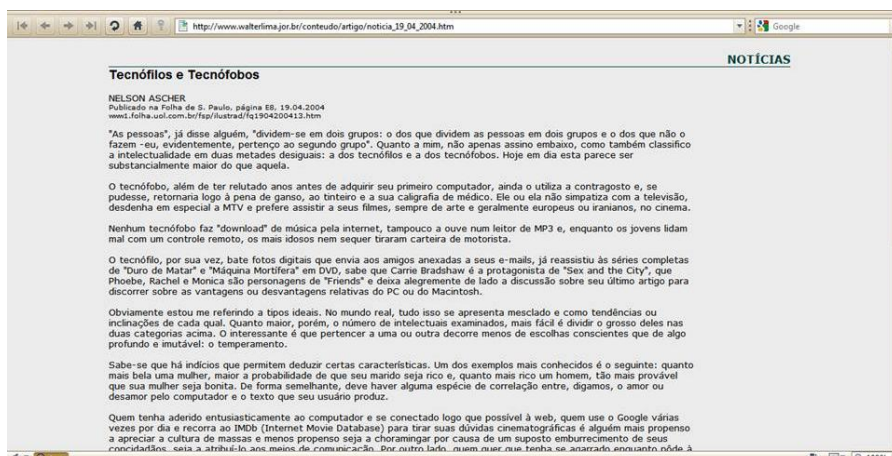 http://www.walterlima.jor.br/conteudo/artigo/noticia_19_04_2004.htm
Google
NOTÍCIAS
Tecnófilos e Tecnófobos
NELSON ASCHER
Publicado na Folha de S. Paulo, página E8, 19.04.2004
www1.folha.uol.com.br/fsp/ilustrad/fq1904200413.htm
"As pessoas", já disse alguém, "dividem-se em dois grupos: o dos que dividem as pessoas em dois grupos e o dos que não o
fazem -eu, evidentemente, pertenço ao segundo grupo". Quanto a mim, não apenas assino embaixo, como também classifico
a intelectualidade em duas metades desiguais: a dos tecnófilos e a dos tecnófobos. Hoje em dia esta parece ser
substancialmente maior do que aquela.
O tecnófobo, além de ter relutado anos antes de adquirir seu primeiro computador, ainda o utiliza a contragosto e, se
pudesse, retornaria logo à pena de ganso, ao tinteiro e a sua caligrafia de médico. Ele ou ela não simpatiza com a televisão,
desdenha em especial a MTV e prefere assistir a seus filmes, sempre de arte e geralmente europeus ou iranianos, no cinema.
Nenhum tecnófobo faz "download" de música pela internet, tampouco a ouve num leitor de MP3 e, enquanto os jovens lidam
mal com um controle remoto, os mais idosos nem sequer tiraram carteira de motorista.
O tecnófilo, por sua vez, bate fotos digitais que envia aos amigos anexadas a seus e-mails, já reassistiu às séries completas
de "Duro de Matar" e "Máquina Mortífera" em DVD, sabe que Carrie Bradshaw é a protagonista de "Sex and the City", que
Phoebe, Rachel e Monica são personagens de "Friends" e deixa alegremente de lado a discussão sobre seu último artigo para
discorrer sobre as vantagens ou desvantagens relativas do PC ou do Macintosh.
Obviamente estou me referindo a tipos ideais. No mundo real, tudo isso se apresenta mesclado e como tendências ou
inclinações de cada qual. Quanto maior, porém, o número de intelectuais examinados, mais fácil é dividir o grosso deles nas
duas categorias acima. O interessante é que pertencer a uma ou outra decorre menos de escolhas conscientes que de algo
profundo e imutável: o temperamento.
Sabe-se que há indícios que permitem deduzir certas características. Um dos exemplos mais conhecidos é o seguinte: quanto
mais bela uma mulher, maior a probabilidade de que seu marido seja rico e, quanto mais rico um homem, tão mais provável
que sua mulher seja bonita. De forma semelhante, deve haver alguma espécie de correlação entre, digamos, o amor ou
desamor pelo computador e o texto que seu usuário produz.
Quem tenha aderido entusiasticamente ao computador e se conectado logo que possível à web, quem use o Google várias
vezes por dia e recorra ao IMDb (Internet Movie Database) para tirar suas dúvidas cinematográficas é alguém mais propenso
a apreciar a cultura de massas e menos propenso seja a choramingar por causa de um suposto emburrecimento de seus
concidadãos, seja a atribuí-lo aos meios de comunicação. Por outro lado, quem quer que tenha se agarrado enquanto pôde à